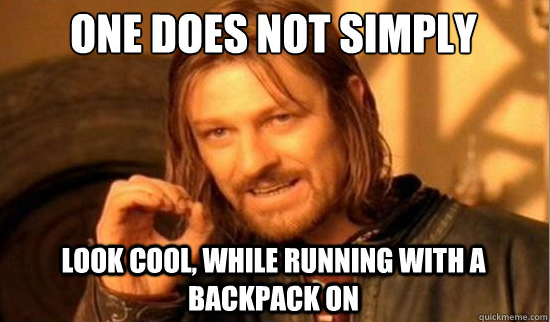 ONE DOES NOT SIMPLY
LOOK COOL, WHILE RUNNING WITH A
BACKPACK ON
quickmeme.com